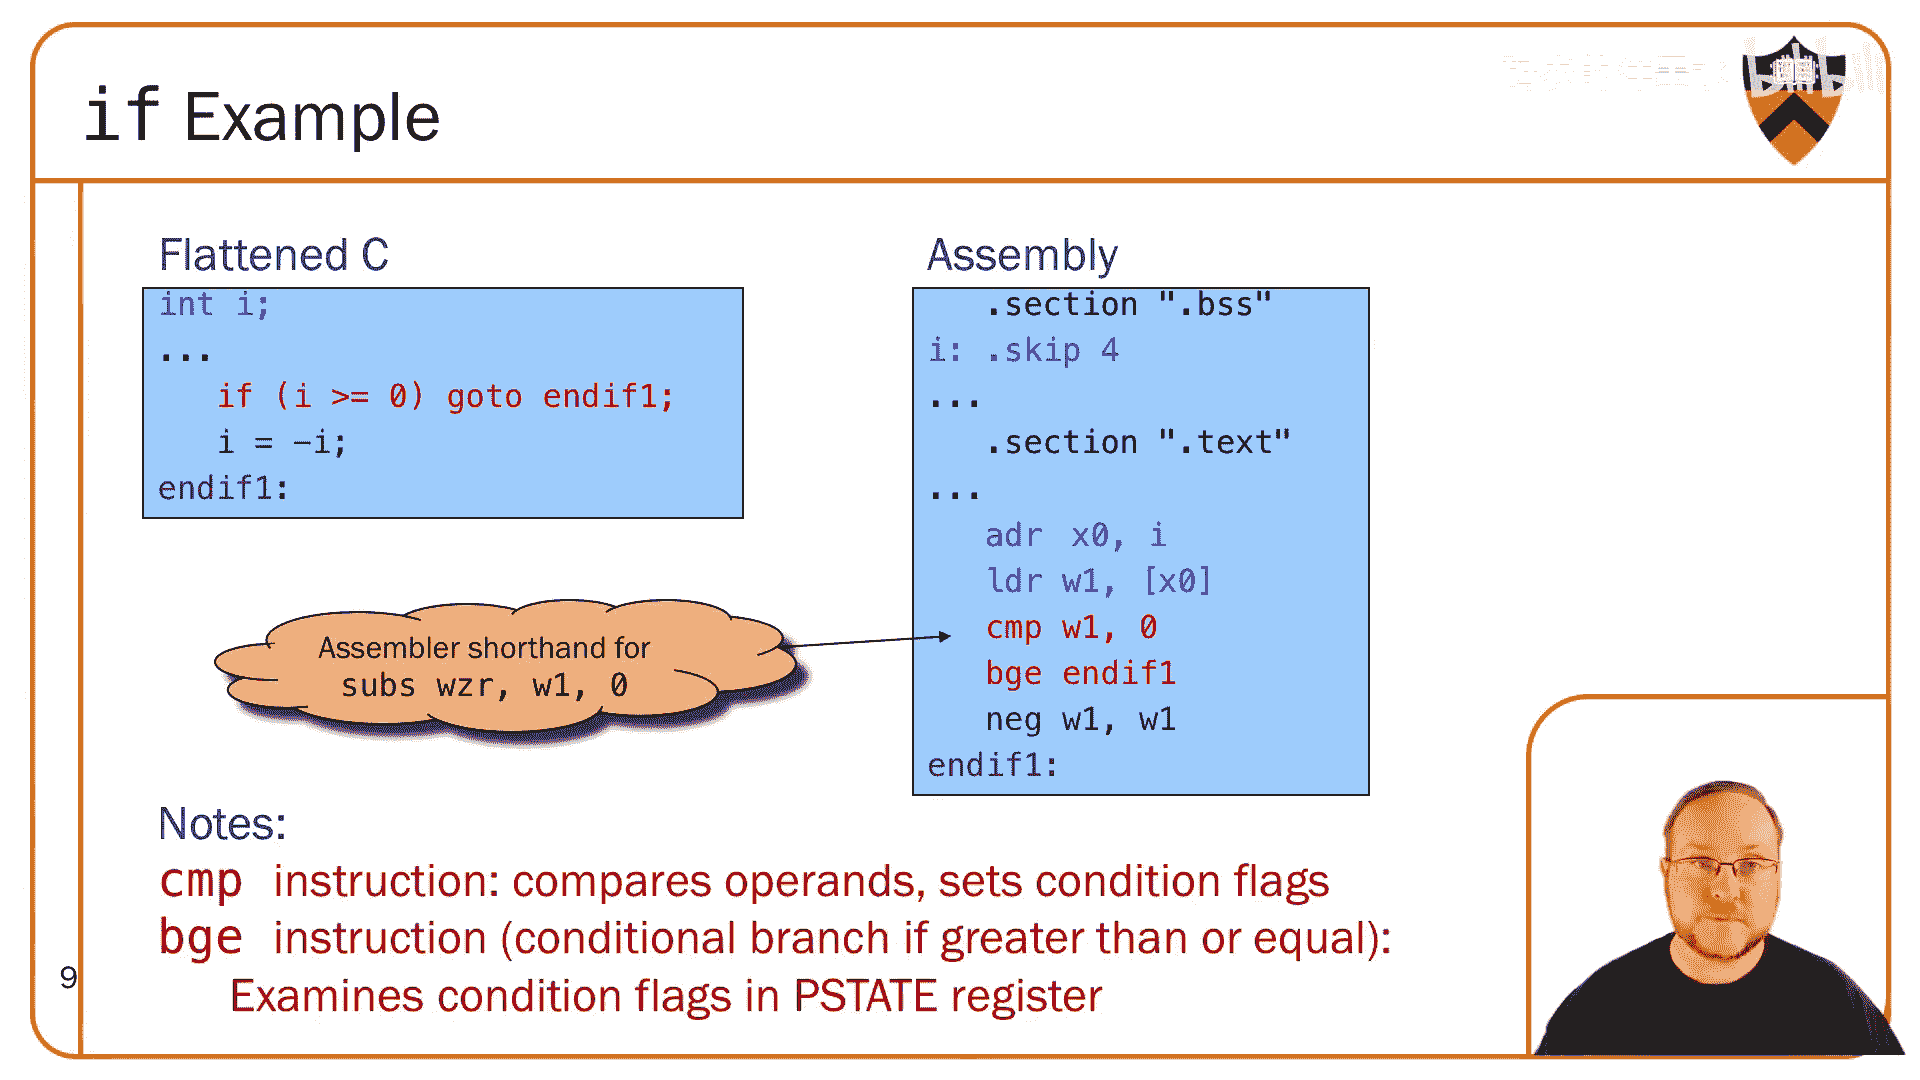 if Example
Flattened C
int i;
...
if (i >= 0) goto endif1;
i = −i;
endif1:
Assembly
.section ".bss"
i: .skip 4
...
.section ".text"
...
adr x0, i
ldr w1, [x0]
cmp w1, 0
bge endif1
neg w1, w1
endif1:
Assembler shorthand for
subs wzr, w1, 0
Notes:
cmp instruction: compares operands, sets condition flags
bge instruction (conditional branch if greater than or equal):
Examines condition flags in PSTATE register
9